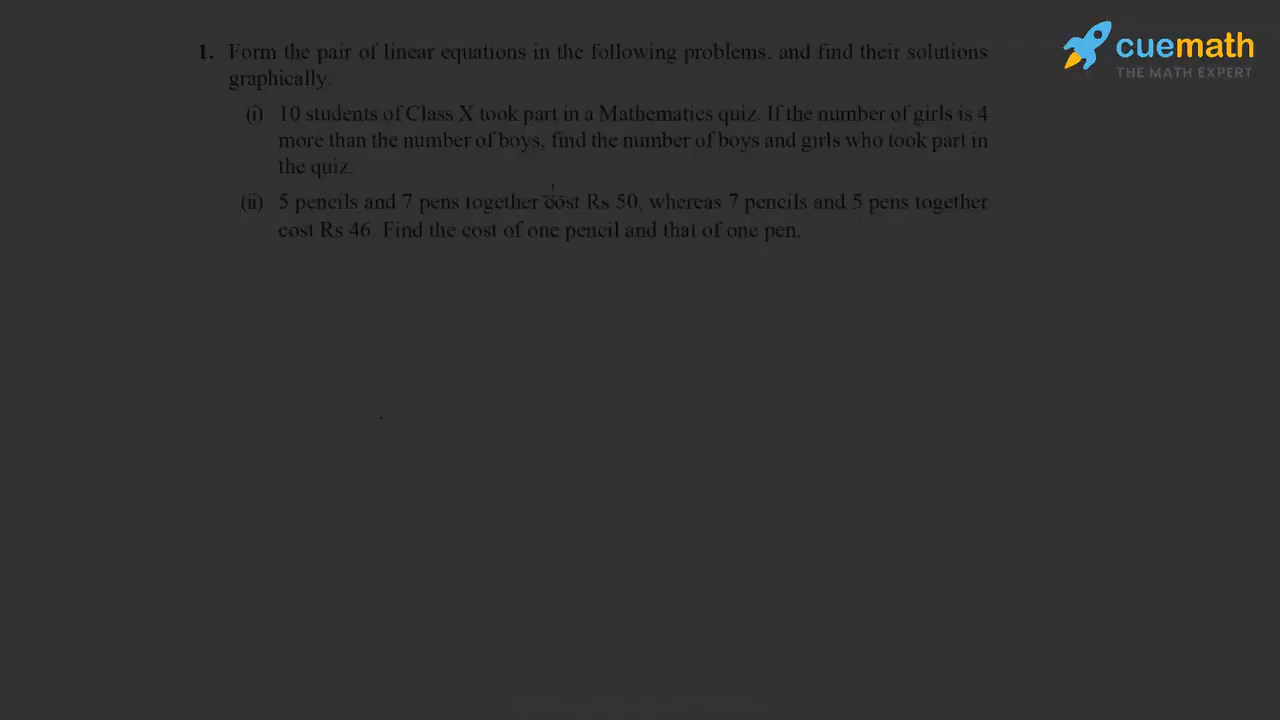 1. Form the pair of linear equations in the following problems, and find their solutions
graphically.
(i) 10 students of Class X took part in a Mathematics quiz. If the number of girls is 4
more than the number of boys, find the number of boys and girls who took part in
the quiz.
(ii) 5 pencils and 7 pens together cost Rs 50, whereas 7 pencils and 5 pens together
cost Rs 46. Find the cost of one pencil and that of one pen.
cuemath
THE MATH EXPERT